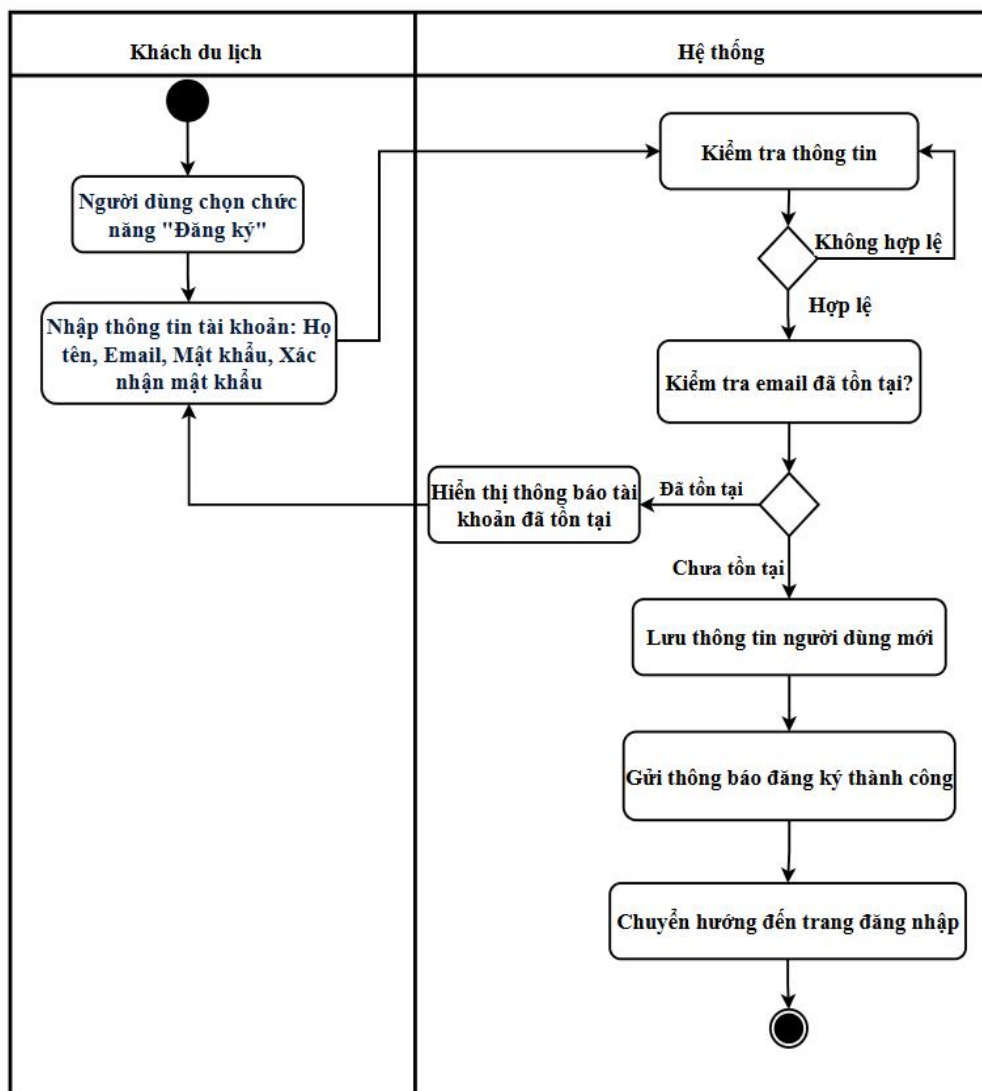 Khách du lịch
Hệ thống
Người dùng chọn chức
năng "Đăng ký"
Nhập thông tin tài khoản: Họ
tên, Email, Mật khẩu, Xác
nhận mật khẩu
Kiểm tra thông tin
Không hợp lệ
Hợp lệ
Kiểm tra email đã tồn tại?
Đã tồn tại
Hiển thị thông báo tài
khoản đã tồn tại
Chưa tồn tại
Lưu thông tin người dùng mới
Gửi thông báo đăng ký thành công
Chuyển hướng đến trang đăng nhập